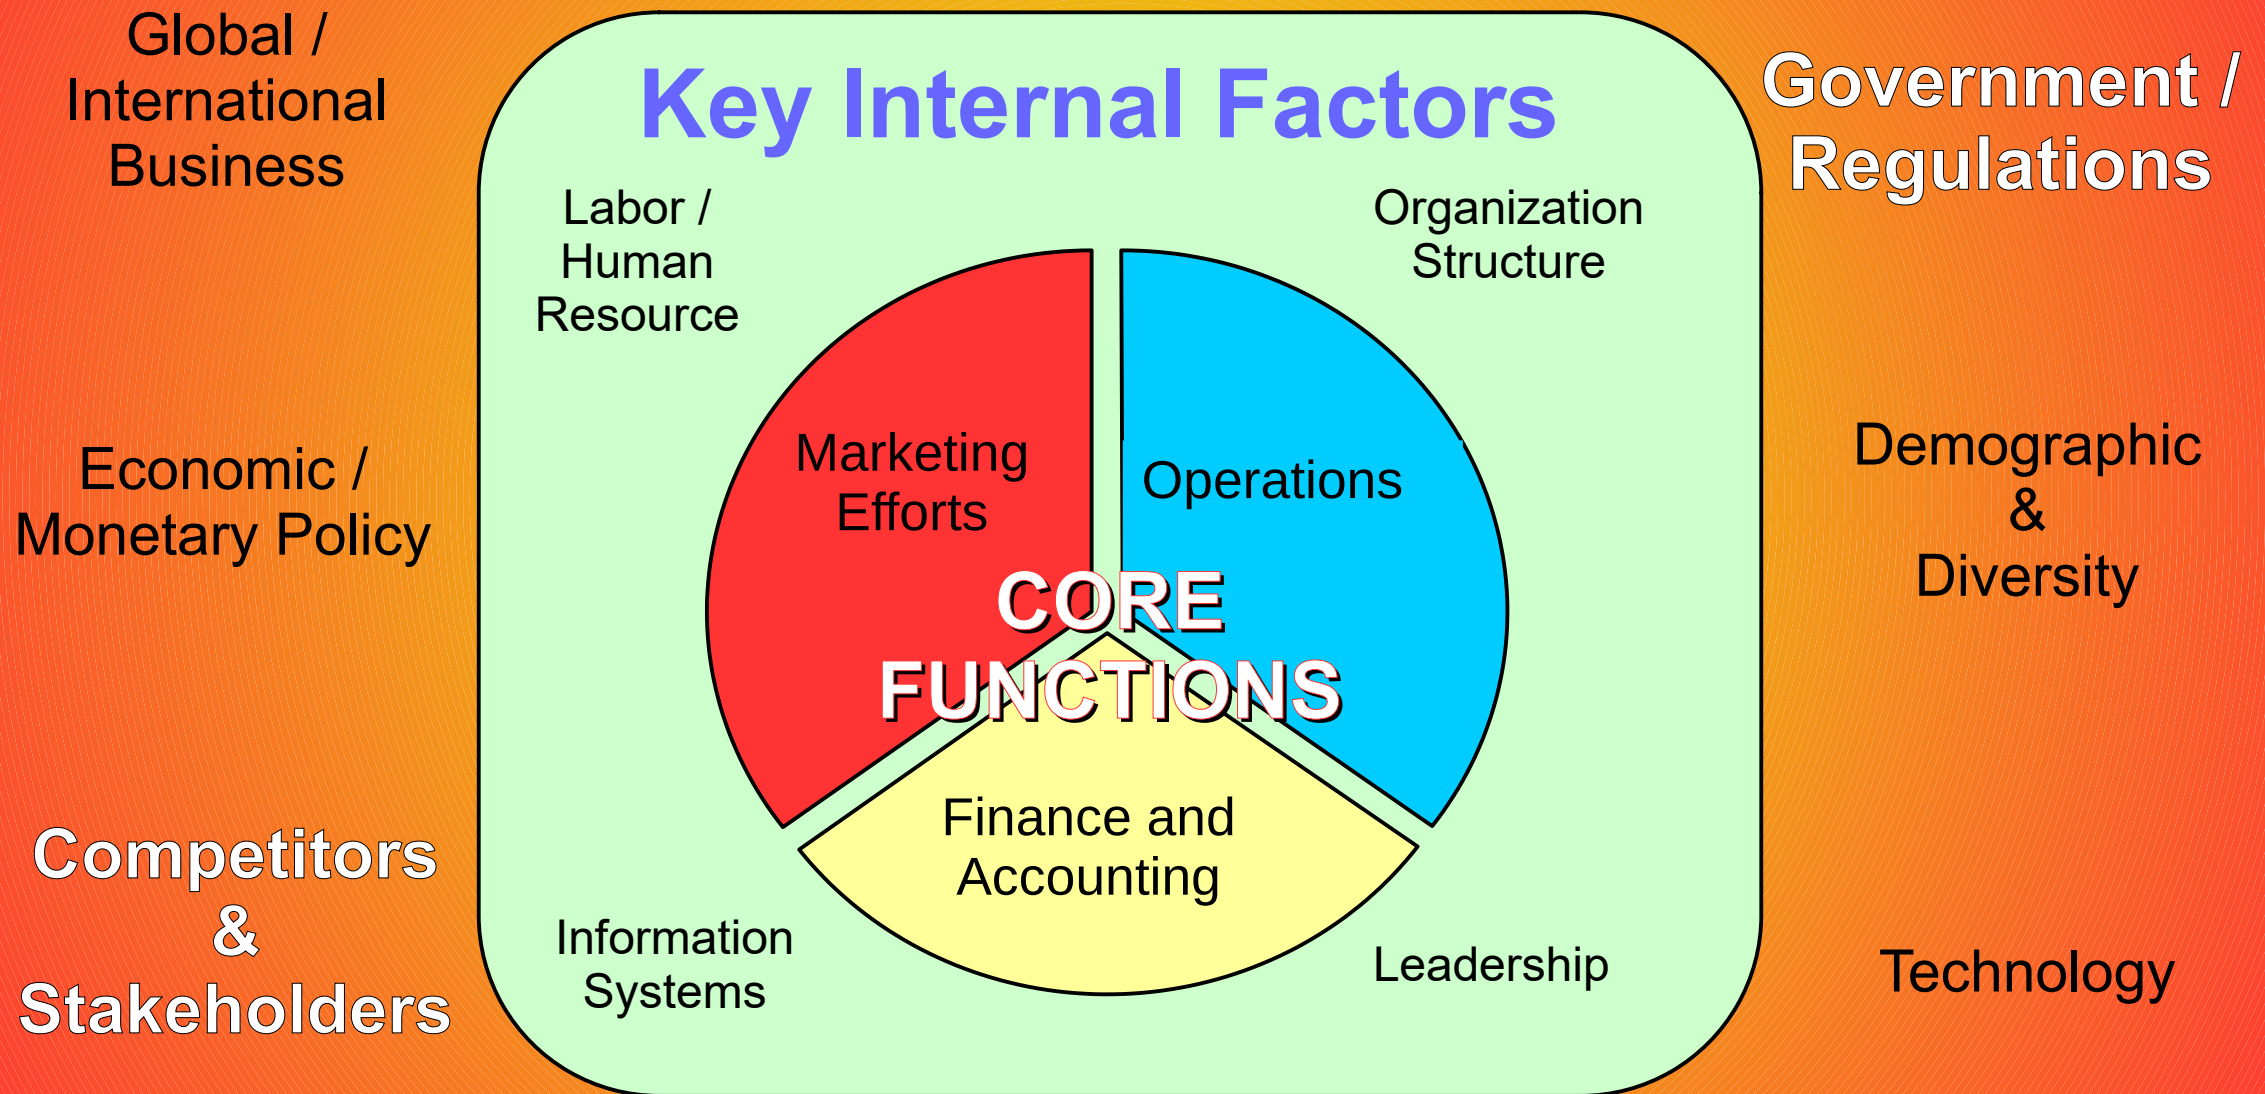 Global /
International
Business
Key Internal Factors
Government /
Regulations
Labor /
Human
Resource
Organization
Structure
Marketing
Efforts
Operations
Economic /
Monetary Policy
Demographic
&
Diversity
CORE
FUNCTIONS
Finance and
Accounting
Competitors
&
Stakeholders
Information
Systems
Leadership
Technology